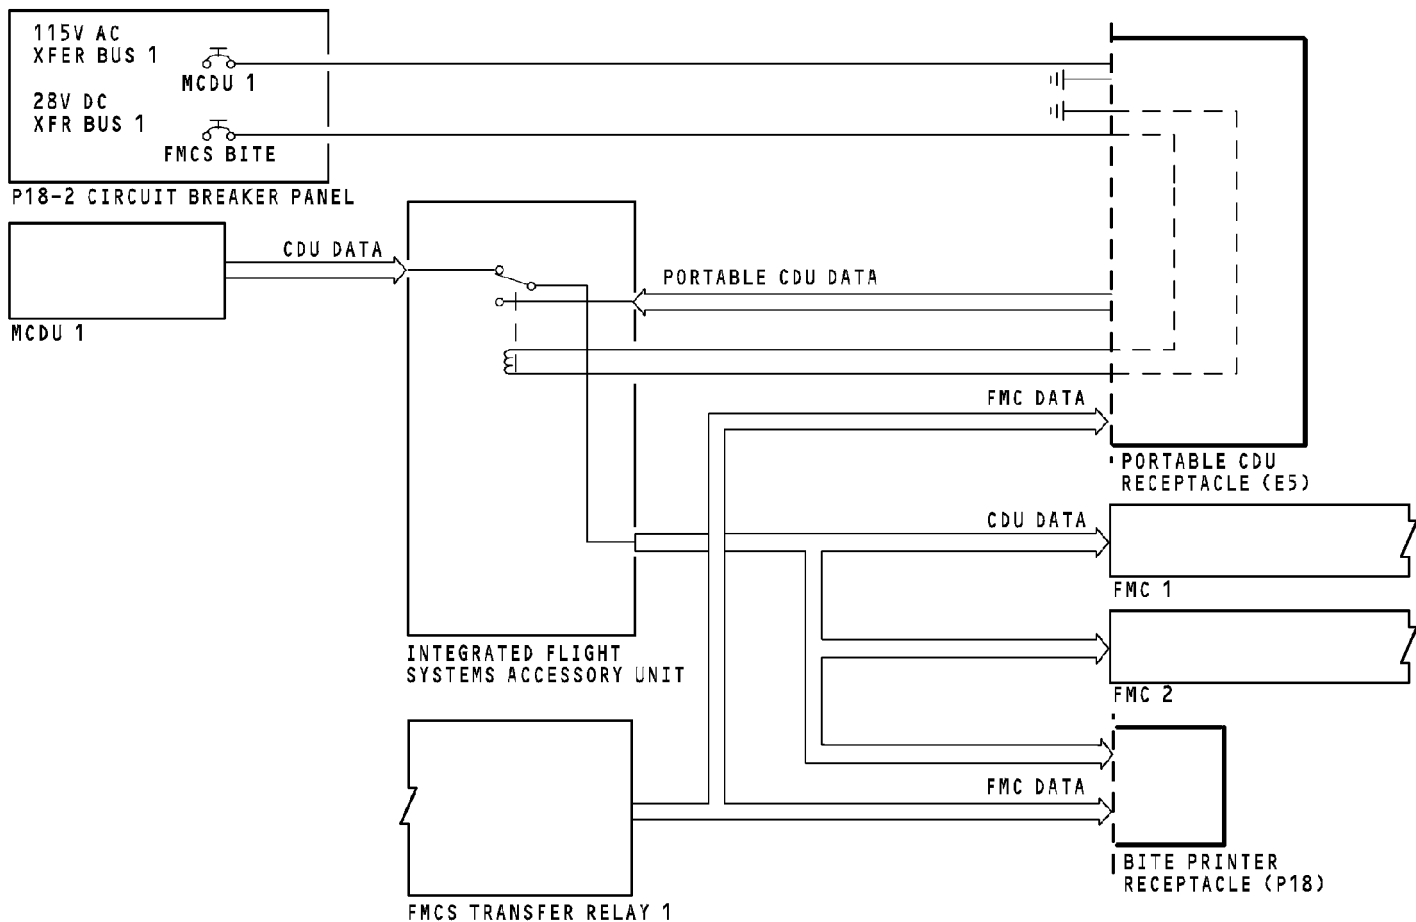 115V AC
XFER BUS 1
MCDU 1
28V DC
XFR BUS 1
FMCS BITE
P18-2 CIRCUIT BREAKER PANEL
CDU DATA
MCDU 1
PORTABLE CDU DATA
FMC DATA
PORTABLE CDU
RECEPTACLE (E5)
CDU DATA
FMC 1
INTEGRATED FLIGHT
SYSTEMS ACCESSORY UNIT
FMC 2
FMC DATA
BITE PRINTER
RECEPTACLE (P18)
FMCS TRANSFER RELAY 1